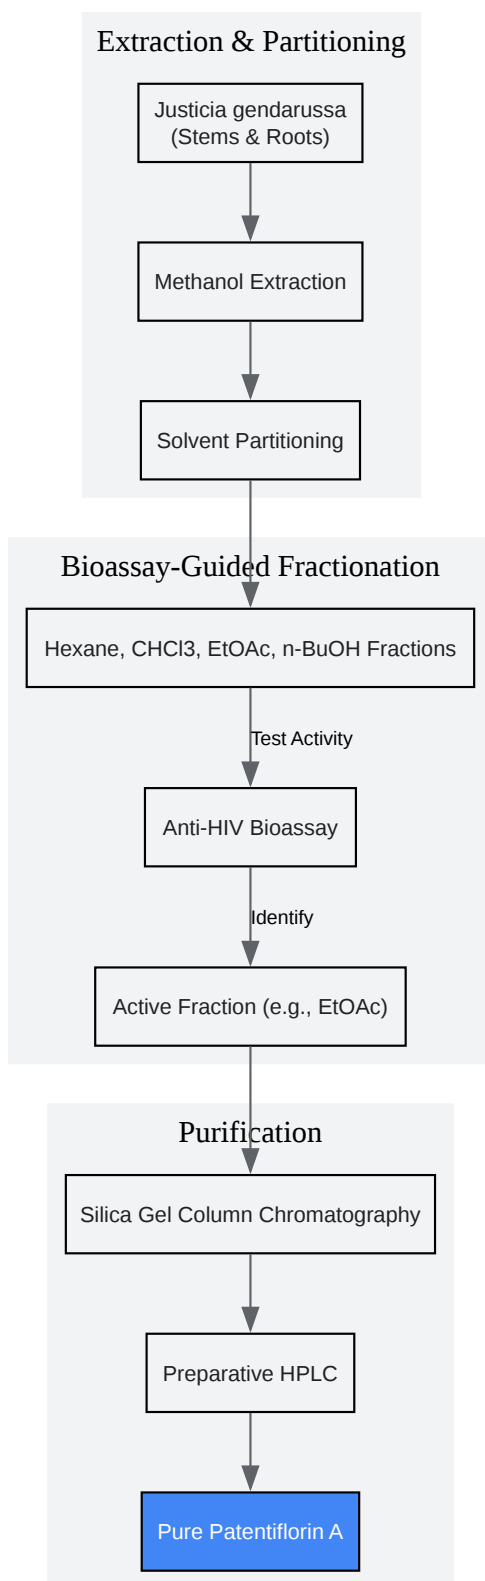 Extraction & Partitioning
Justicia gendarussa
(Stems & Roots)
Methanol Extraction
Solvent Partitioning
Bioassay-Guided Fractionation
Hexane, CHCl3, EtOAc, n-BuOH Fractions
Test Activity
Anti-HIV Bioassay
Identify
Active Fraction (e.g., EtOAc)
Purification
Silica Gel Column Chromatography
Preparative HPLC
Pure Patentiflorin A